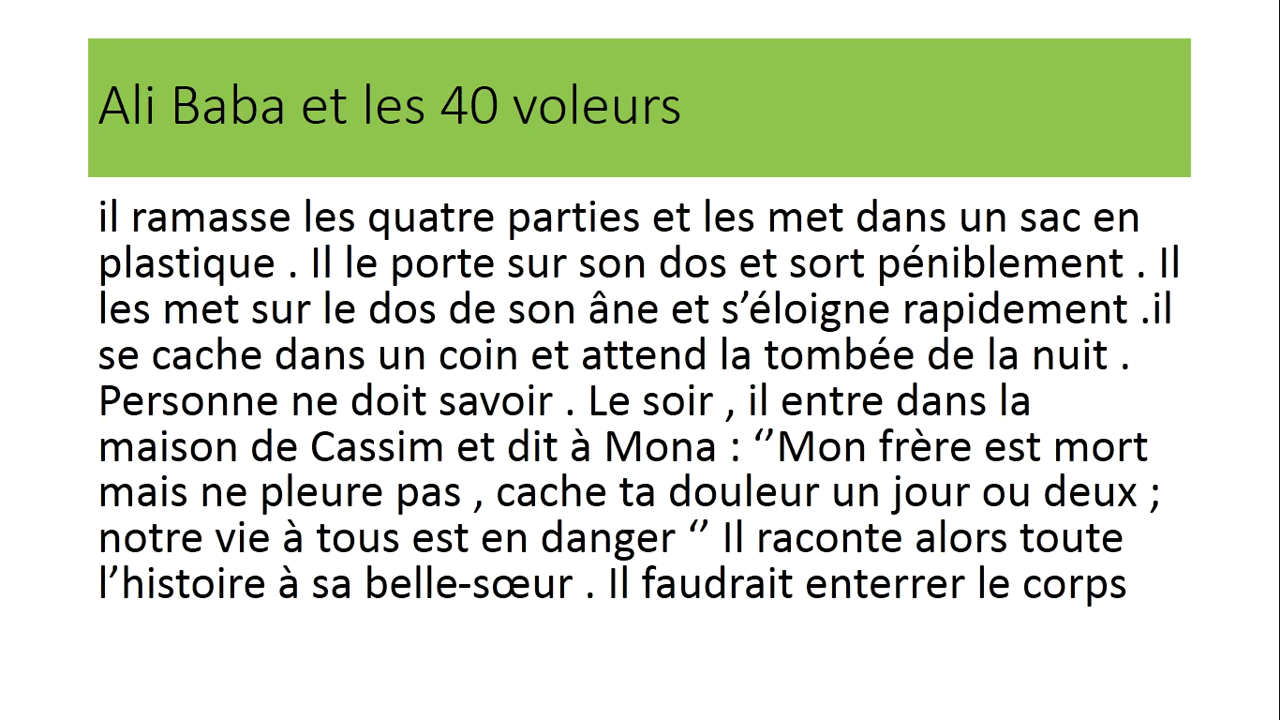 Ali Baba et les 40 voleurs
il ramasse les quatre parties et les met dans un sac en
plastique . Il le porte sur son dos et sort péniblement . Il
les met sur le dos de son âne et s’éloigne rapidement .il
se cache dans un coin et attend la tombée de la nuit .
Personne ne doit savoir . Le soir , il entre dans la
maison de Cassim et dit à Mona : ‘’Mon frère est mort
mais ne pleure pas , cache ta douleur un jour ou deux ;
notre vie à tous est en danger ‘’ Il raconte alors toute
l’histoire à sa belle-sœur . Il faudrait enterrer le corps